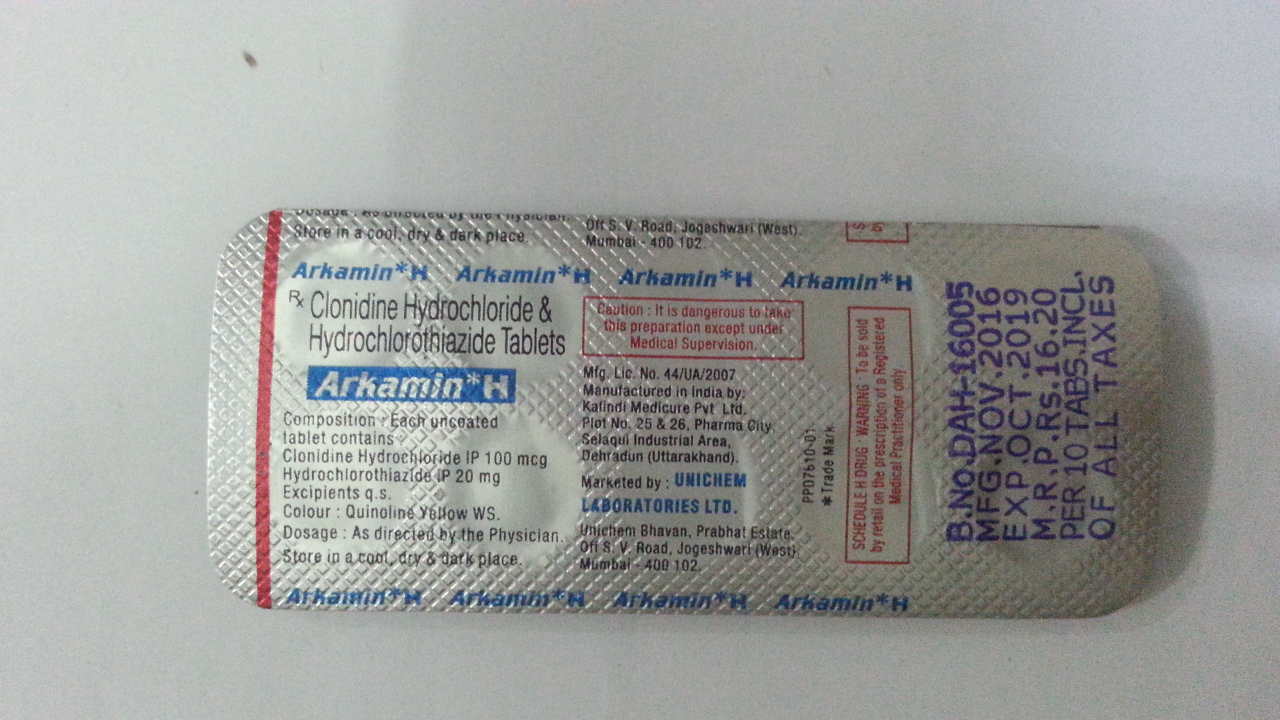 Dosage : As directed by the Physician.
Store in a cool, dry & dark place.
Off S. V. Road, Jogeshwari (West).
Mumbai - 400 102.
S
by
Arkamin*H Arkamin*H Arkamin*H Arkamin*H
Rx Clonidine Hydrochloride &
Hydrochlorothiazide Tablets
Arkamin*H
Composition : Each uncoated
tablet contains :
Clonidine Hydrochloride IP 100 mcg
Hydrochlorothiazide IP 20 mg
Excipients q.s.
Colour : Quinoline Yellow WS.
Dosage : As directed by the Physician.
Store in a cool, dry & dark place.
Caution : It is dangerous to take
this preparation except under
Medical Supervision.
Mfg. Lic. No. 44/UA/2007
Manufactured in India by:
Kalindi Medicure Pvt. Ltd.
Plot No. 25 & 26, Pharma City,
Selaqui Industrial Area,
Dehradun (Uttarakhand).
Marketed by : UNICHEM
LABORATORIES LTD.
Unichem Bhavan, Prabhat Estate,
Off S. V. Road, Jogeshwari (West).
Mumbai - 400 102.
PP07610-01
*Trade Mark.
SCHEDULE H DRUG : WARNING : To be sold
by retail on the prescription of a Registered
Medical Practitioner only.
B.NO.DAH-16005
MFG.NOV.2016
EXP.OCT.2019
M.R.P.RS.16.20
PER 10 TABS.INCL.
OF ALL TAXES
Arkamin*H Arkamin*H Arkamin*H Arkamin*H